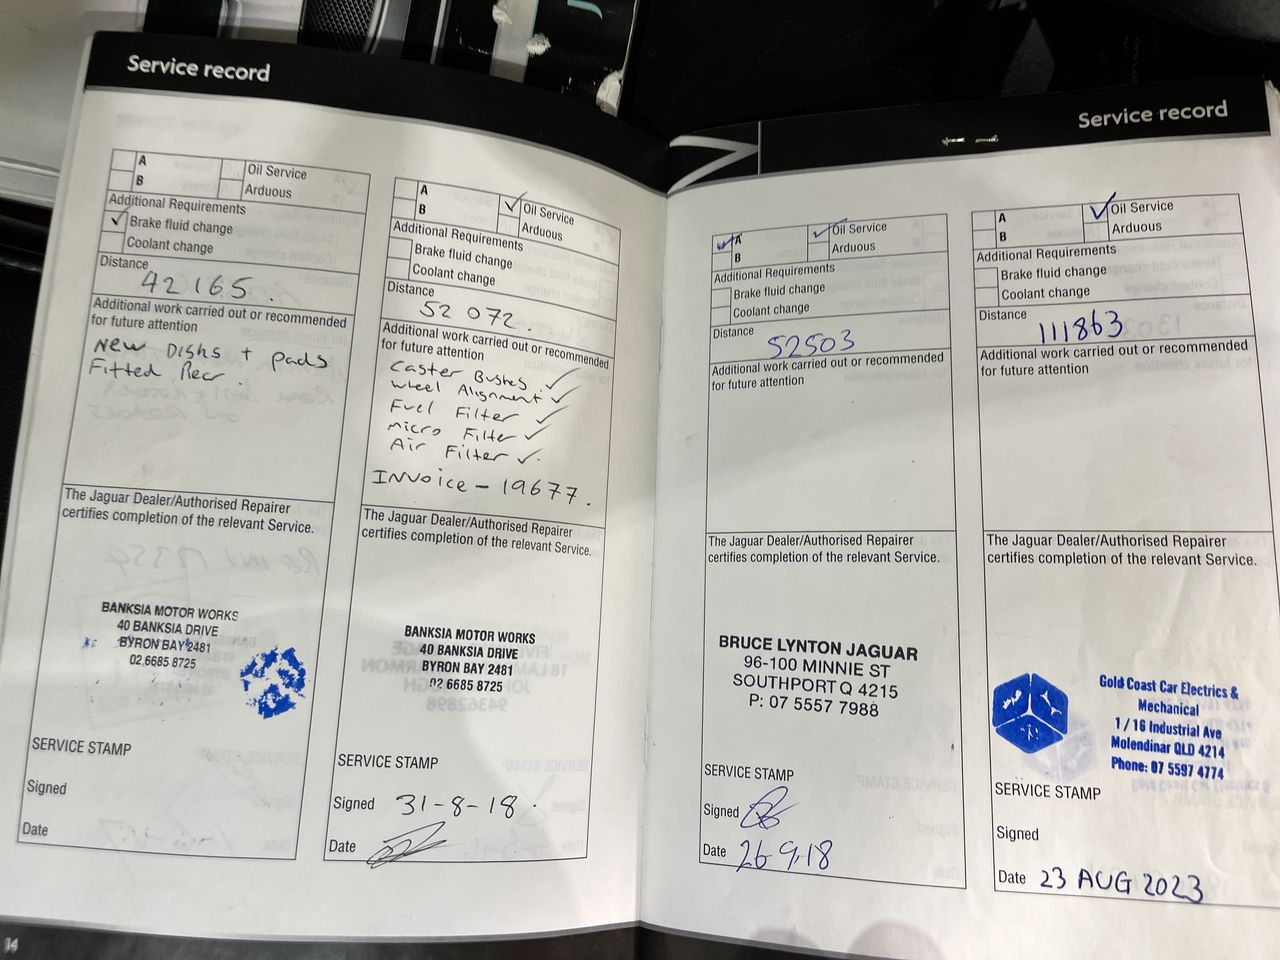 Service record
A
B
Oil Service
Arduous
Additional Requirements
✓ Brake fluid change
Coolant change
Distance
42165.
Additional work carried out or recommended
for future attention
New Dishs + pads
Fitted Rear.
The Jaguar Dealer/Authorised Repairer
certifies completion of the relevant Service.
BANKSIA MOTOR WORKS
40 BANKSIA DRIVE
BYRON BAY 2481
02 6685 8725
SERVICE STAMP
Signed
Date
A
B
✓ Oil Service
Arduous
Additional Requirements
Brake fluid change
Coolant change
Distance
52 072.
Additional work carried out or recommended
for future attention
Caster Bushes ✓
Wheel Alignment ✓
Fuel Filter ✓
Micro Filter ✓
Air Filter ✓.
Invoice - 19677.
The Jaguar Dealer/Authorised Repairer
certifies completion of the relevant Service.
BANKSIA MOTOR WORKS
40 BANKSIA DRIVE
BYRON BAY 2481
02 6685 8725
SERVICE STAMP
Signed 31-8-18.
Date
14
Service record
✓ A
B
✓ Oil Service
Arduous
Additional Requirements
Brake fluid change
Coolant change
Distance
52503
Additional work carried out or recommended
for future attention
The Jaguar Dealer/Authorised Repairer
certifies completion of the relevant Service.
BRUCE LYNTON JAGUAR
96-100 MINNIE ST
SOUTHPORT Q 4215
P: 07 5557 7988
SERVICE STAMP
Signed
Date 26.9.18
A
B
✓ Oil Service
Arduous
Additional Requirements
Brake fluid change
Coolant change
Distance
111863
Additional work carried out or recommended
for future attention
The Jaguar Dealer/Authorised Repairer
certifies completion of the relevant Service.
Gold Coast Car Electrics &
Mechanical
1 / 16 Industrial Ave
Molendinar QLD 4214
Phone: 07 5597 4774
SERVICE STAMP
Signed
Date 23 AUG 2023